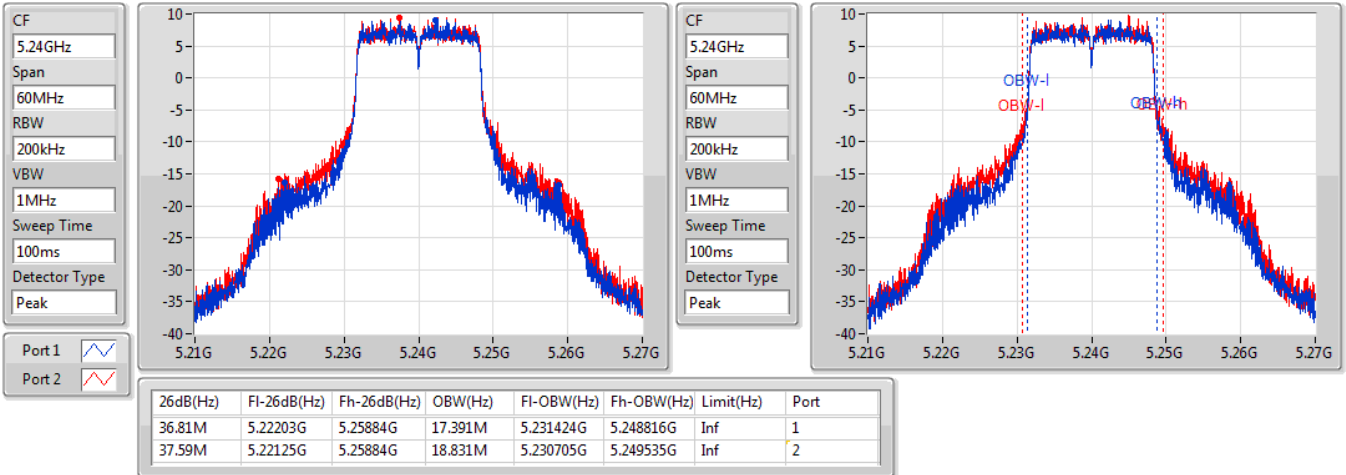 CF
5.24GHz
Span
60MHz
RBW
200kHz
VBW
1MHz
Sweep Time
100ms
Detector Type
Peak
Port 1
Port 2
10
5
0
-5
-10
-15
-20
-25
-30
-35
-40
5.21G 5.22G 5.23G 5.24G 5.25G 5.26G 5.27G
CF
5.24GHz
Span
60MHz
RBW
200kHz
VBW
1MHz
Sweep Time
100ms
Detector Type
Peak
10
5
0
-5
-10
-15
-20
-25
-30
-35
-40
OBW-l
OBW-l
OBW-h
5.21G 5.22G 5.23G 5.24G 5.25G 5.26G 5.27G
26dB(Hz) Fl-26dB(Hz) Fh-26dB(Hz) OBW(Hz) Fl-OBW(Hz) Fh-OBW(Hz) Limit(Hz) Port
36.81M 5.22203G 5.25884G 17.391M 5.231424G 5.248816G Inf 1
37.59M 5.22125G 5.25884G 18.831M 5.230705G 5.249535G Inf 2